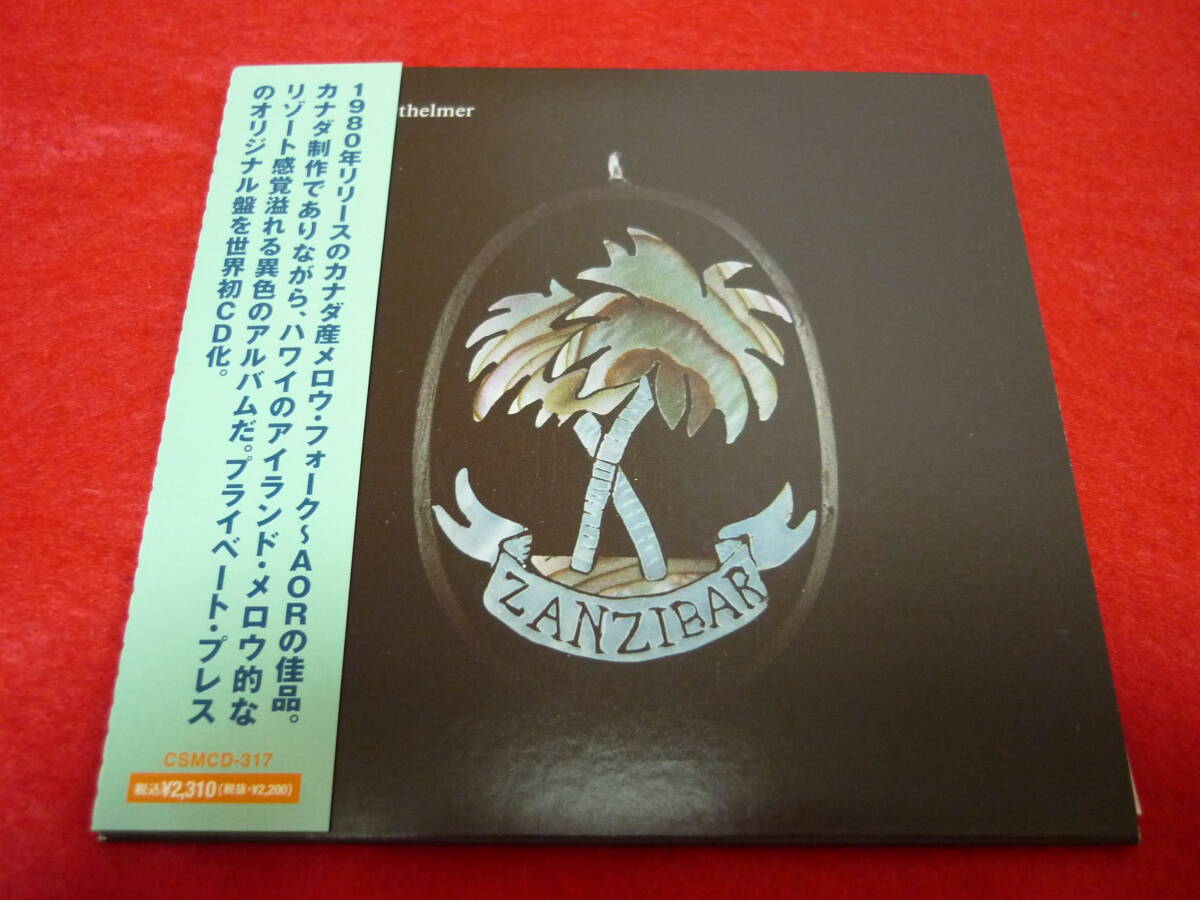 1980年リリースのカナダ産メロウ・フォーク～AORの佳品。
カナダ制作でありながら、ハワイのアイランド・メロウ的な
リゾート感覚溢れる異色のアルバムだ。プライベート・プレス
のオリジナル盤を世界初CD化。
CSMCD-317
税込¥2,310(税抜・¥2,200)
thelmer
ZANZIBAR